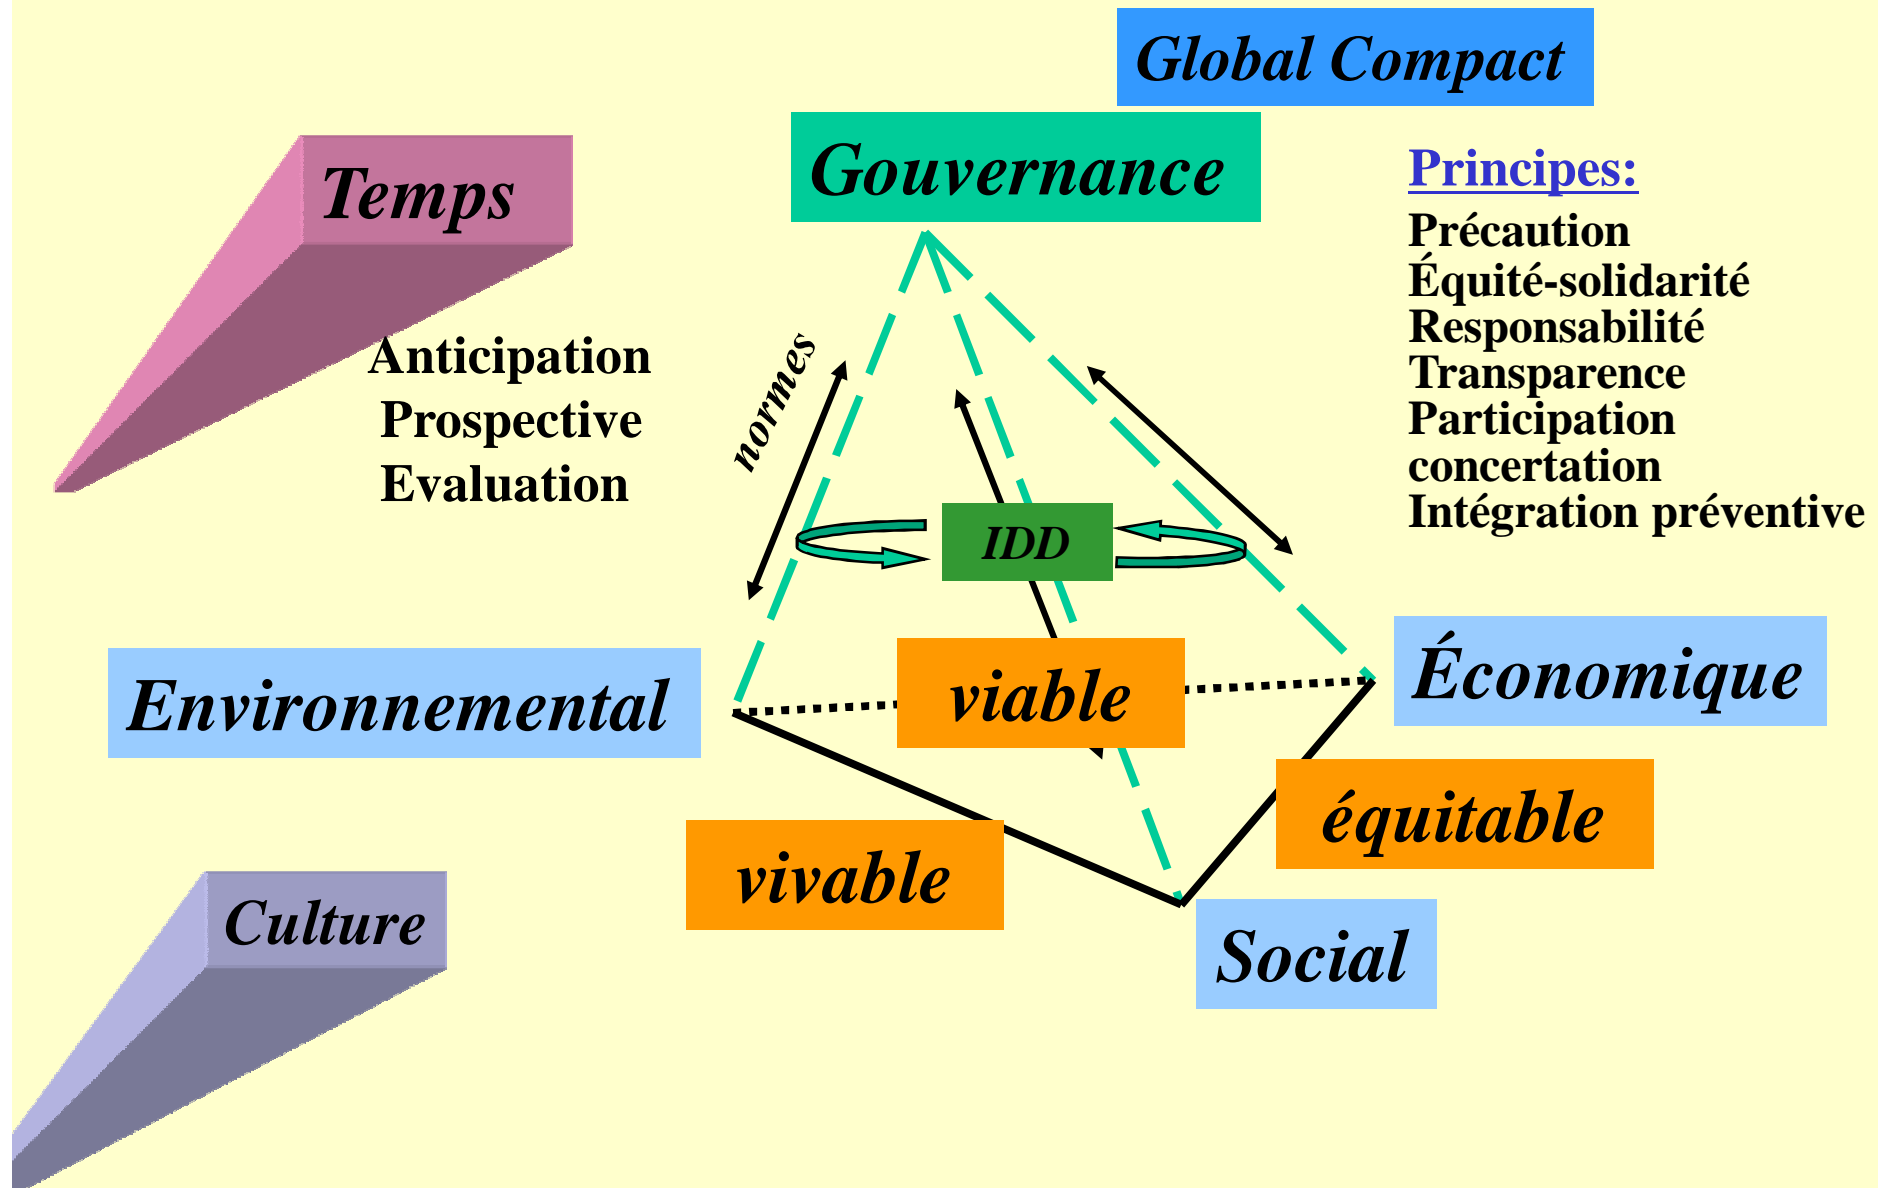 Global Compact
Gouvernance
Temps
Principes:
Précaution
Équité-solidarité
Responsabilité
Transparence
Participation
concertation
Intégration préventive
Anticipation
Prospective
Evaluation
normes
IDD
Environnemental
viable
Économique
équitable
vivable
Culture
Social